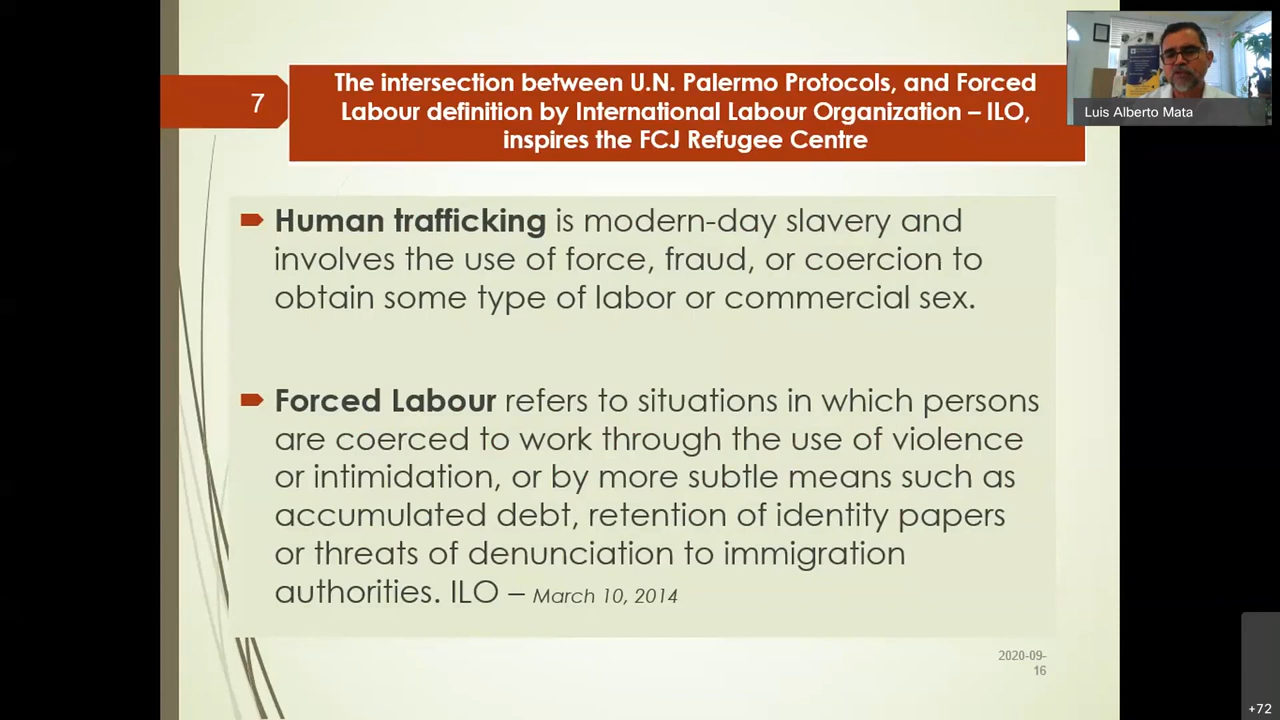 7
The intersection between U.N. Palermo Protocols, and Forced
Labour definition by International Labour Organization – ILO,
inspires the FCJ Refugee Centre
Luis Alberto Mata
Human trafficking is modern-day slavery and
involves the use of force, fraud, or coercion to
obtain some type of labor or commercial sex.
Forced Labour refers to situations in which persons
are coerced to work through the use of violence
or intimidation, or by more subtle means such as
accumulated debt, retention of identity papers
or threats of denunciation to immigration
authorities. ILO – March 10, 2014
2020-09-
16
+72